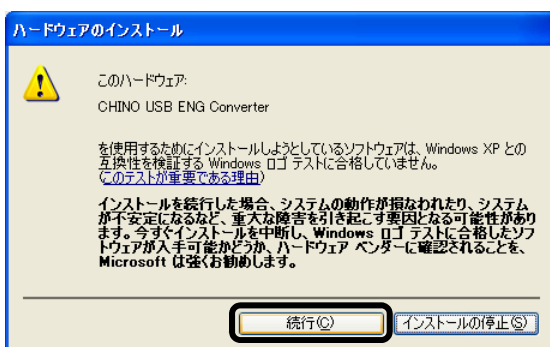 ハードウェアのインストール
このハードウェア:
CHINO USB ENG Converter
を使用するためにインストールしようとしているソフトウェアは、Windows XP との
互換性を検証する Windows ロゴ テストに合格していません。
(このテストが重要である理由)
インストールを続行した場合、システムの動作が損なわれたり、システム
が不安定になるなど、重大な障害を引き起こす要因となる可能性があり
ます。今すぐインストールを中断し、Windows ロゴ テストに合格したソフ
トウェアが入手可能かどうか、ハードウェア ベンダーに確認されることを、
Microsoft は強くお勧めします。
続行(C)
インストールの停止(S)